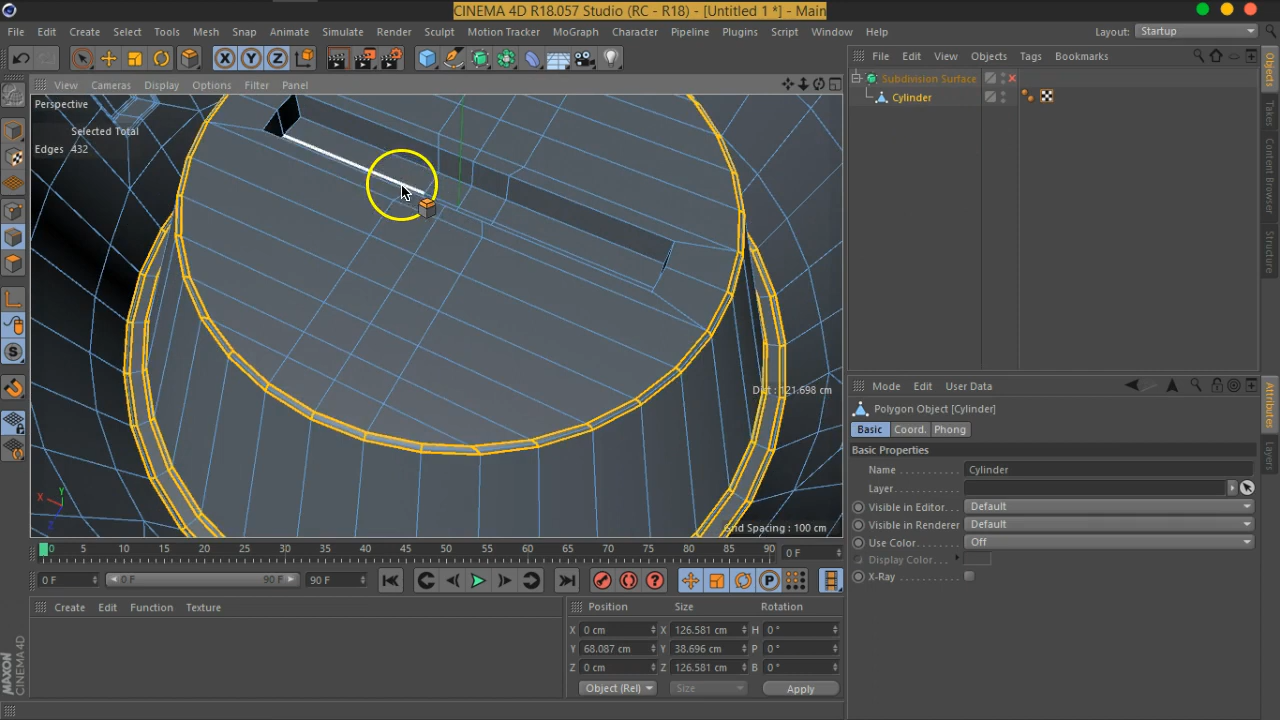 CINEMA 4D R18.057 Studio (RC - R18) - [Untitled 1 *] - Main
File Edit Create Select Tools Mesh Snap Animate Simulate Render Sculpt Motion Tracker MoGraph Character Pipeline Plugins Script Window Help Layout: Startup
View Cameras Display Options Filter Panel
File Edit View Objects Tags Bookmarks
Perspective
Selected Total
Edges 432
Subdivision Surface
Cylinder
Dist : 121.698 cm
Grid Spacing : 100 cm
X Y Z
X Y Z
Objects
Takes
Content Browser
Structure
Mode Edit User Data
Polygon Object [Cylinder]
Basic Coord. Phong
Basic Properties
Name Cylinder
Layer
Visible in Editor Default
Visible in Renderer Default
Use Color Off
Display Color
X-Ray
Attributes
Layers
0 5 10 15 20 25 30 35 40 45 50 55 60 65 70 75 80 85 90 0 F
0 F 0 F 90 F 90 F
Create Edit Function Texture
Position Size Rotation
X 0 cm X 126.581 cm H 0 °
Y 68.087 cm Y 38.696 cm P 0 °
Z 0 cm Z 126.581 cm B 0 °
Object (Rel) Size Apply
MAXON
CINEMA 4D